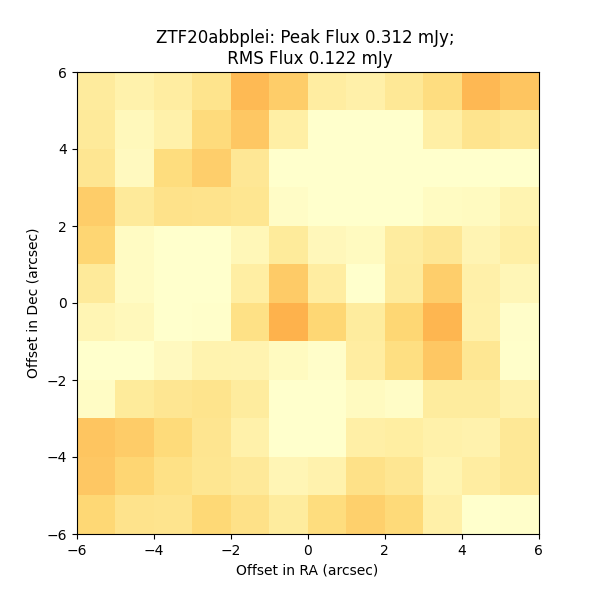 ZTF20abbplei: Peak Flux 0.312 mJy;
RMS Flux 0.122 mJy
6
4
2
0
−2
−4
−6
Offset in Dec (arcsec)
−6 −4 −2 0 2 4 6
Offset in RA (arcsec)